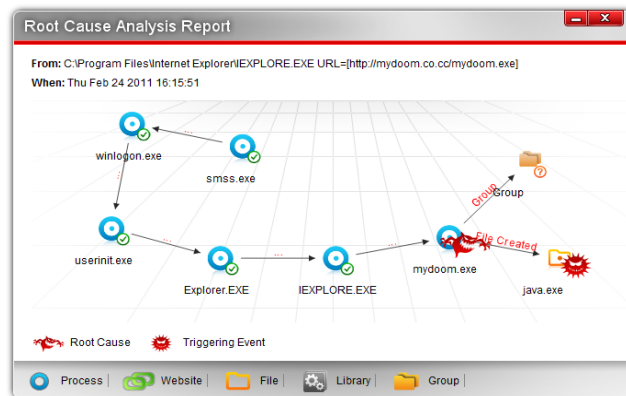 Root Cause Analysis Report
From: C:\Program Files\Internet Explorer\IEXPLORE.EXE URL=[http://mydoom.co.cc/mydoom.exe]
When: Thu Feb 24 2011 16:15:51
...
winlogon.exe
smss.exe
...
Group
Group
userinit.exe
...
Explorer.EXE
...
IEXPLORE.EXE
...
mydoom.exe
File Created
java.exe
Root Cause
Triggering Event
Process
Website
File
Library
Group